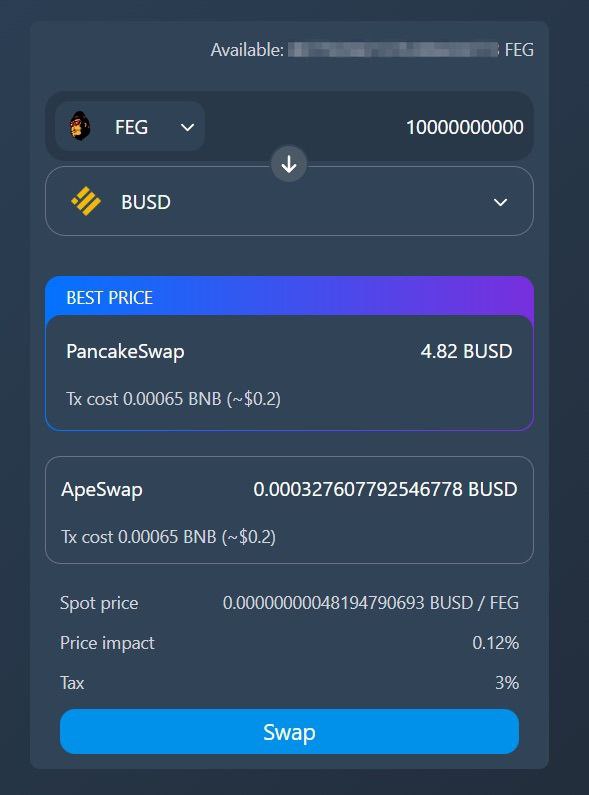 Available: FEG
FEG 10000000000
BUSD
BEST PRICE
PancakeSwap 4.82 BUSD
Tx cost 0.00065 BNB (~$0.2)
ApeSwap 0.000327607792546778 BUSD
Tx cost 0.00065 BNB (~$0.2)
Spot price 0.00000000048194790693 BUSD / FEG
Price impact 0.12%
Tax 3%
Swap